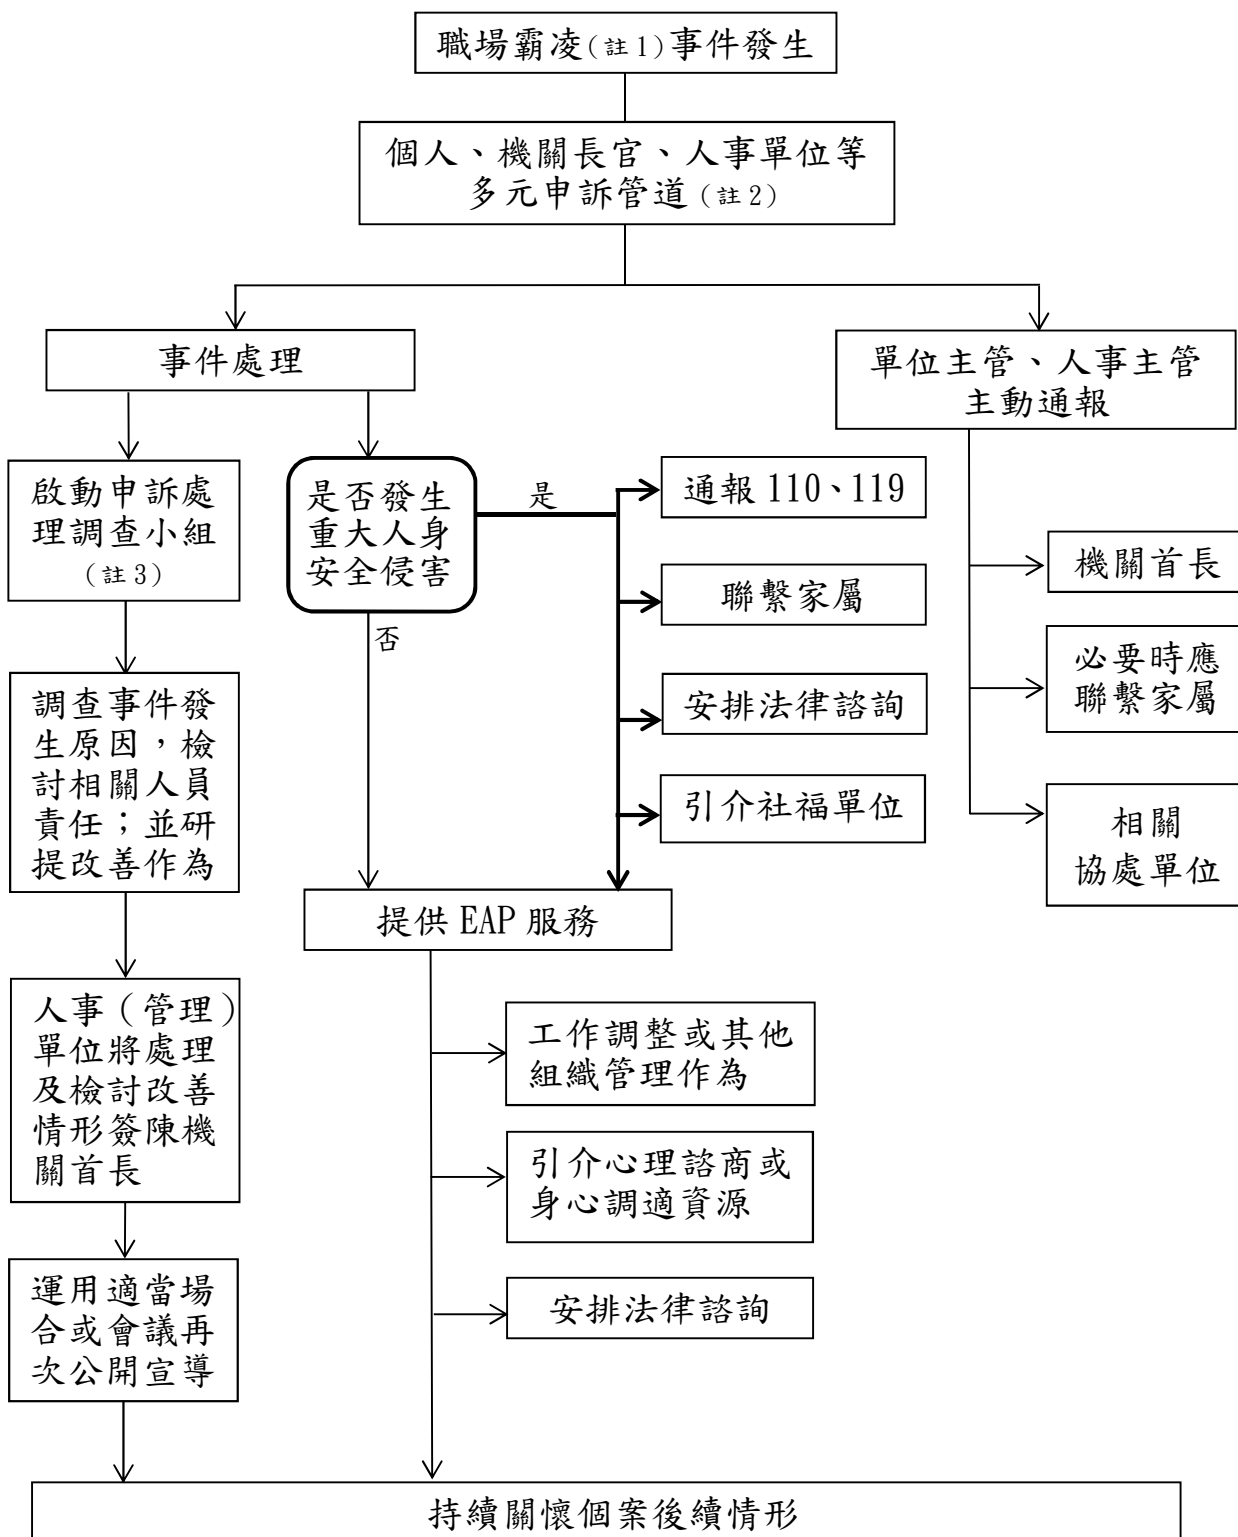 職場霸凌(註1)事件發生
個人、機關長官、人事單位等
多元申訴管道(註2)
事件處理
單位主管、人事主管
主動通報
啟動申訴處
理調查小組
(註3)
是否發生
重大人身
安全侵害
是
否
通報 110、119
聯繫家屬
安排法律諮詢
引介社福單位
機關首長
必要時應
聯繫家屬
相關
協處單位
調查事件發
生原因，檢
討相關人員
責任；並研
提改善作為
提供 EAP 服務
人事（管理）
單位將處理
及檢討改善
情形簽陳機
關首長
工作調整或其他
組織管理作為
引介心理諮商或
身心調適資源
安排法律諮詢
運用適當場
合或會議再
次公開宣導
持續關懷個案後續情形